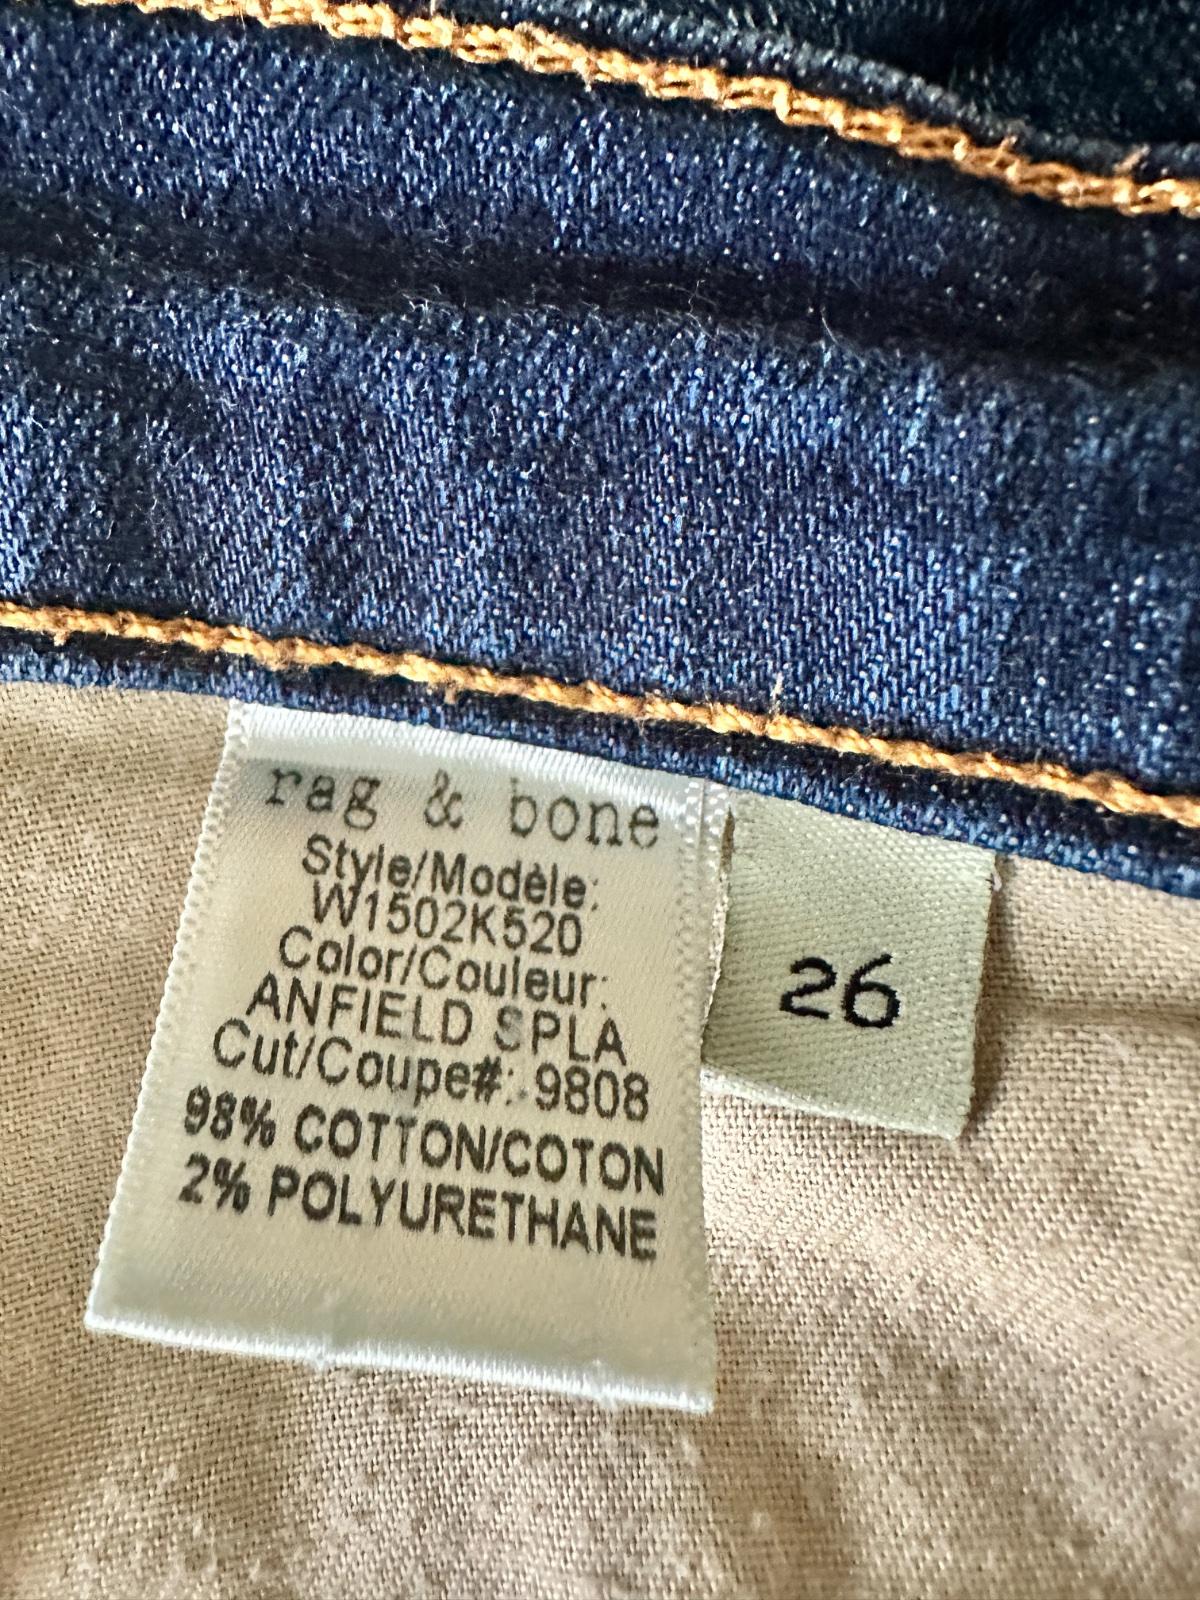 rag & bone
Style/Modèle:
W1502K520
Color/Couleur:
ANFIELD SPLA
Cut/Coupe#: 9808
98% COTTON/COTON
2% POLYURETHANE
26